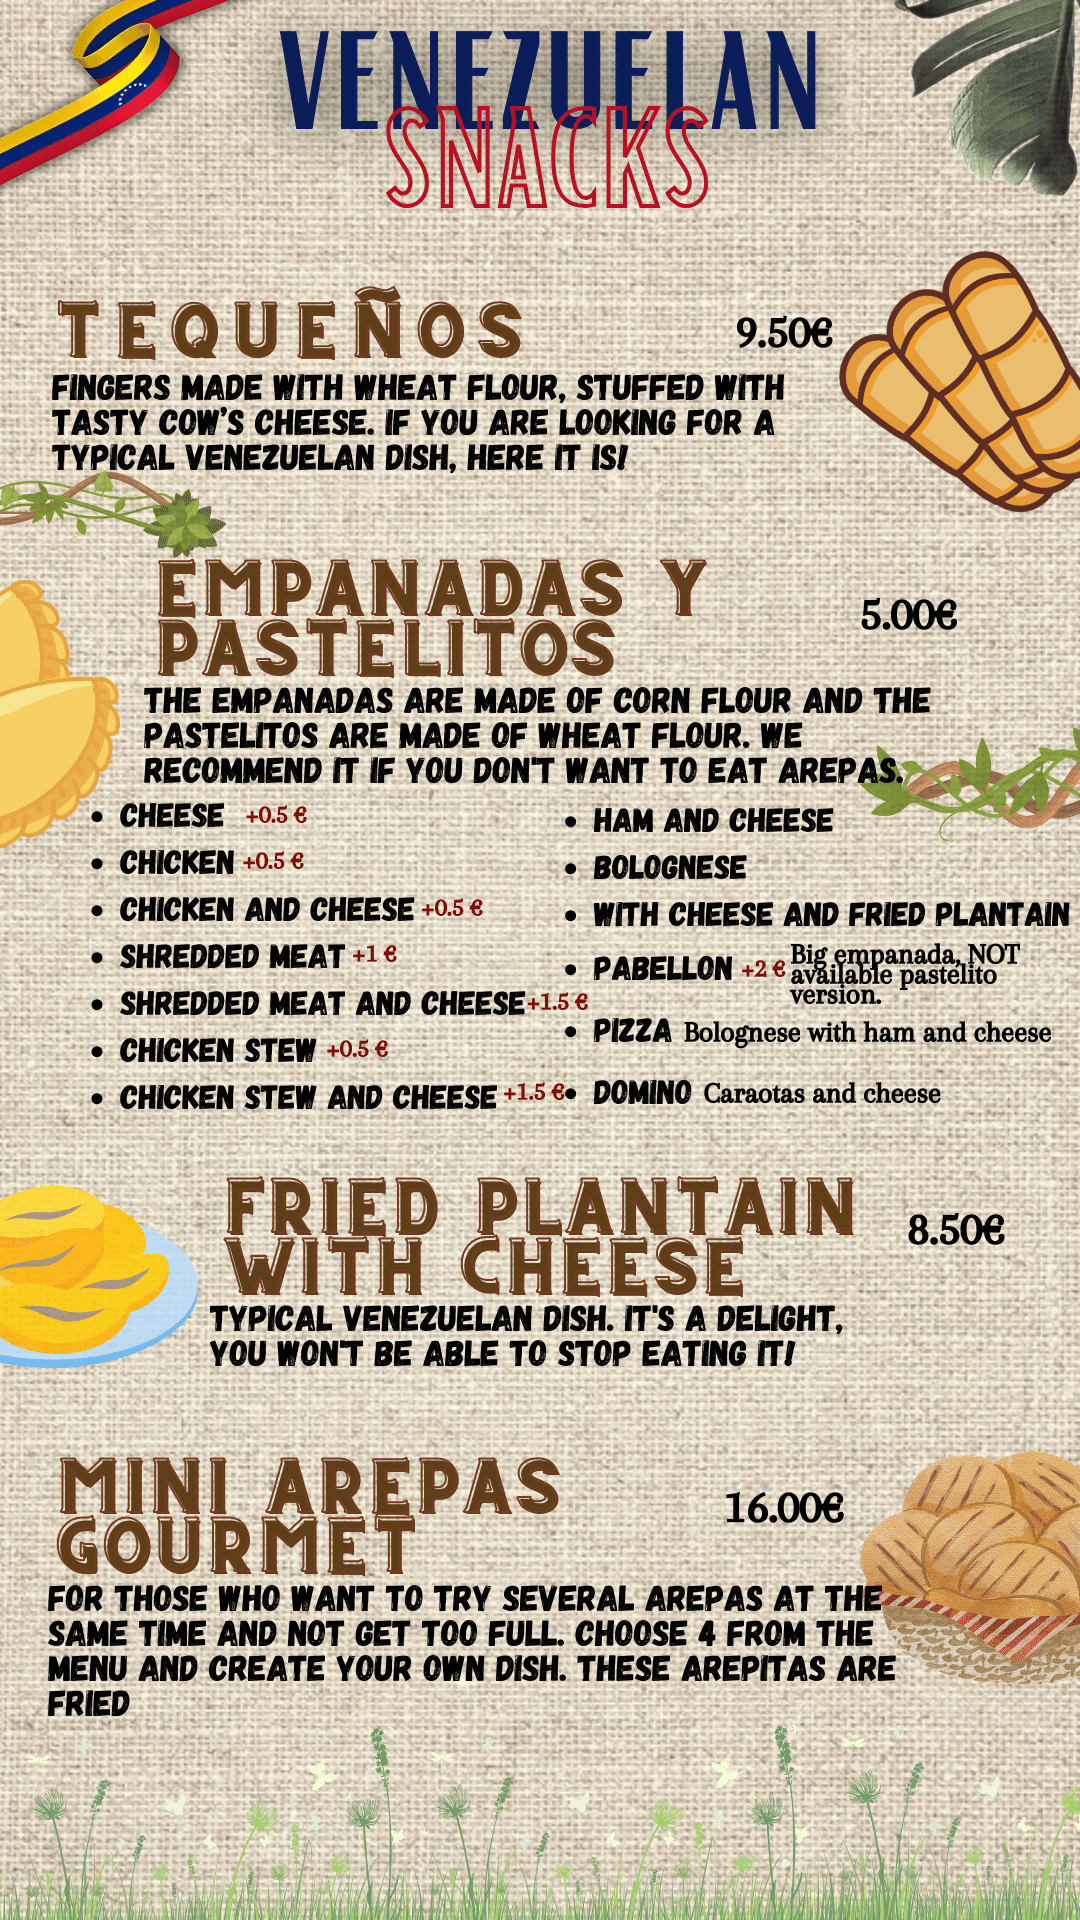 VENEZUELAN
SNACKS
TEQUEÑOS
9.50€
FINGERS MADE WITH WHEAT FLOUR, STUFFED WITH
TASTY COW'S CHEESE. IF YOU ARE LOOKING FOR A
TYPICAL VENEZUELAN DISH, HERE IT IS!
EMPANADAS Y
PASTELITOS
5.00€
THE EMPANADAS ARE MADE OF CORN FLOUR AND THE
PASTELITOS ARE MADE OF WHEAT FLOUR. WE
RECOMMEND IT IF YOU DON'T WANT TO EAT AREPAS.
• CHEESE +0.5 €
• CHICKEN +0.5 €
• CHICKEN AND CHEESE +0.5 €
• SHREDDED MEAT +1 €
• SHREDDED MEAT AND CHEESE +1.5 €
• CHICKEN STEW +0.5 €
• CHICKEN STEW AND CHEESE +1.5 €
• HAM AND CHEESE
• BOLOGNESE
• WITH CHEESE AND FRIED PLANTAIN
• PABELLON +2 € Big empanada, NOT
available pastelito
version.
• PIZZA Bolognese with ham and cheese
• DOMINO Caraotas and cheese
FRIED PLANTAIN
WITH CHEESE
8.50€
TYPICAL VENEZUELAN DISH. IT'S A DELIGHT,
YOU WON'T BE ABLE TO STOP EATING IT!
MINI AREPAS
GOURMET
16.00€
FOR THOSE WHO WANT TO TRY SEVERAL AREPAS AT THE
SAME TIME AND NOT GET TOO FULL. CHOOSE 4 FROM THE
MENU AND CREATE YOUR OWN DISH. THESE AREPITAS ARE
FRIED